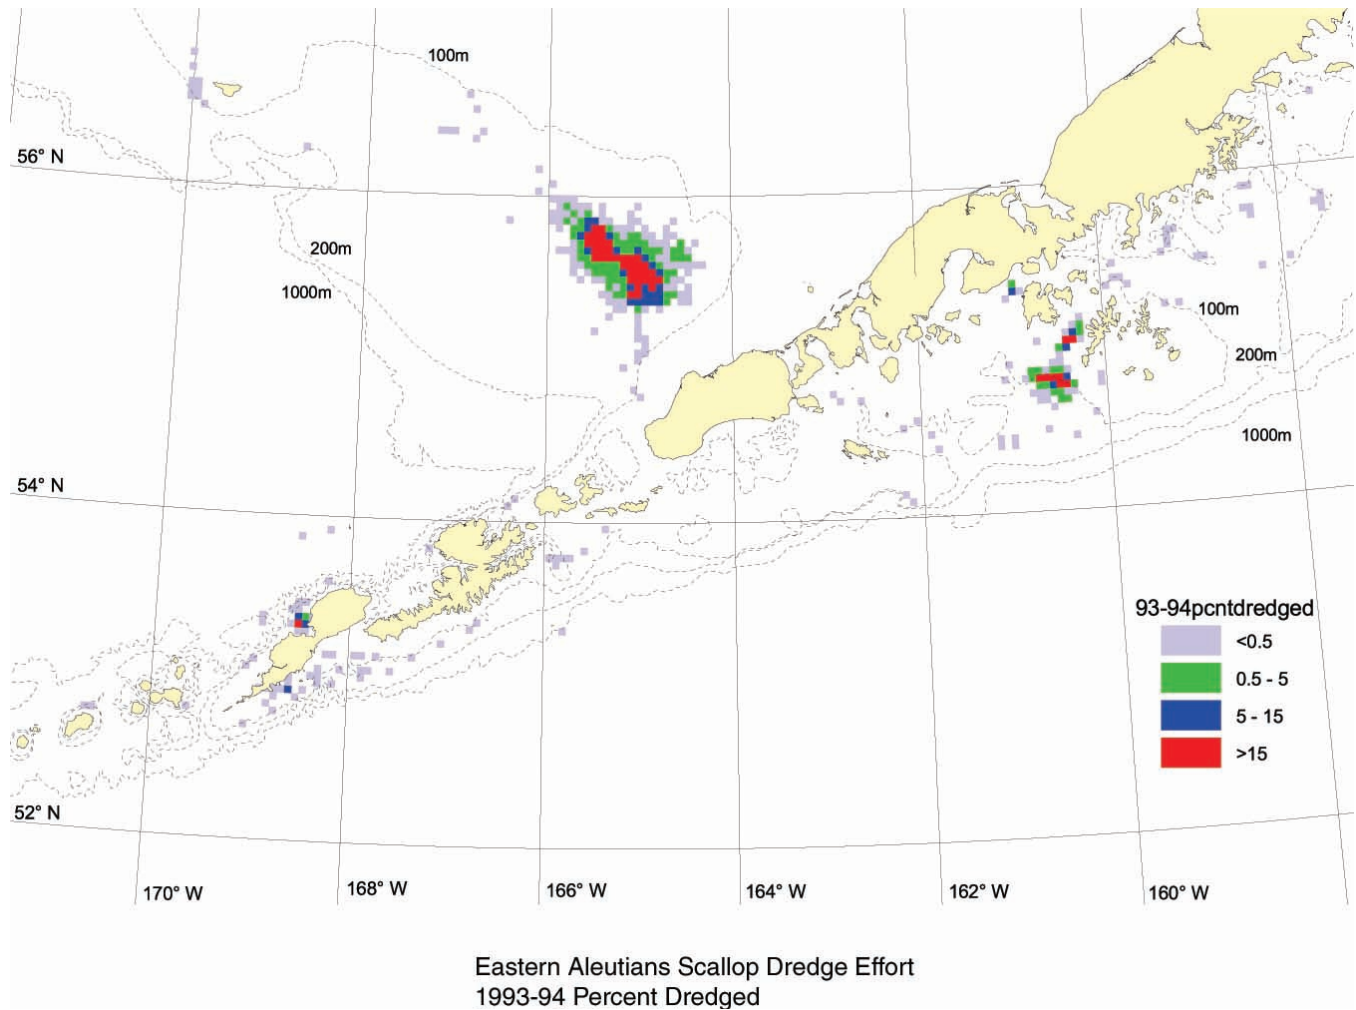 100m
56° N
200m
1000m
100m
200m
1000m
54° N
93-94pcntdredged
<0.5
0.5 - 5
5 - 15
>15
52° N
170° W
168° W
166° W
164° W
162° W
160° W
Eastern Aleutians Scallop Dredge Effort
1993-94 Percent Dredged